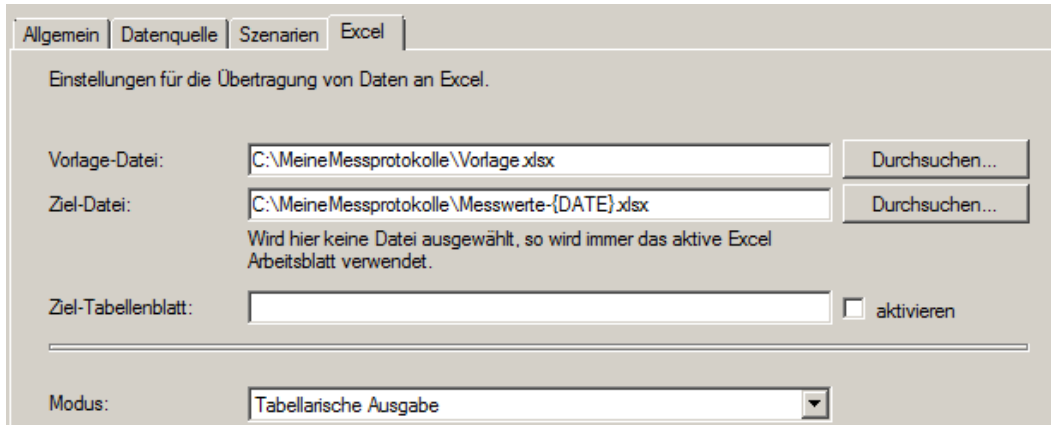 Allgemein Datenquelle Szenarien Excel
Einstellungen für die Übertragung von Daten an Excel.
Vorlage-Datei: C:\MeineMessprotokolle\Vorlage.xlsx Durchsuchen...
Ziel-Datei: C:\MeineMessprotokolle\Messwerte-{DATE}.xlsx Durchsuchen...
Wird hier keine Datei ausgewählt, so wird immer das aktive Excel
Arbeitsblatt verwendet.
Ziel-Tabellenblatt: aktivieren
Modus: Tabellarische Ausgabe